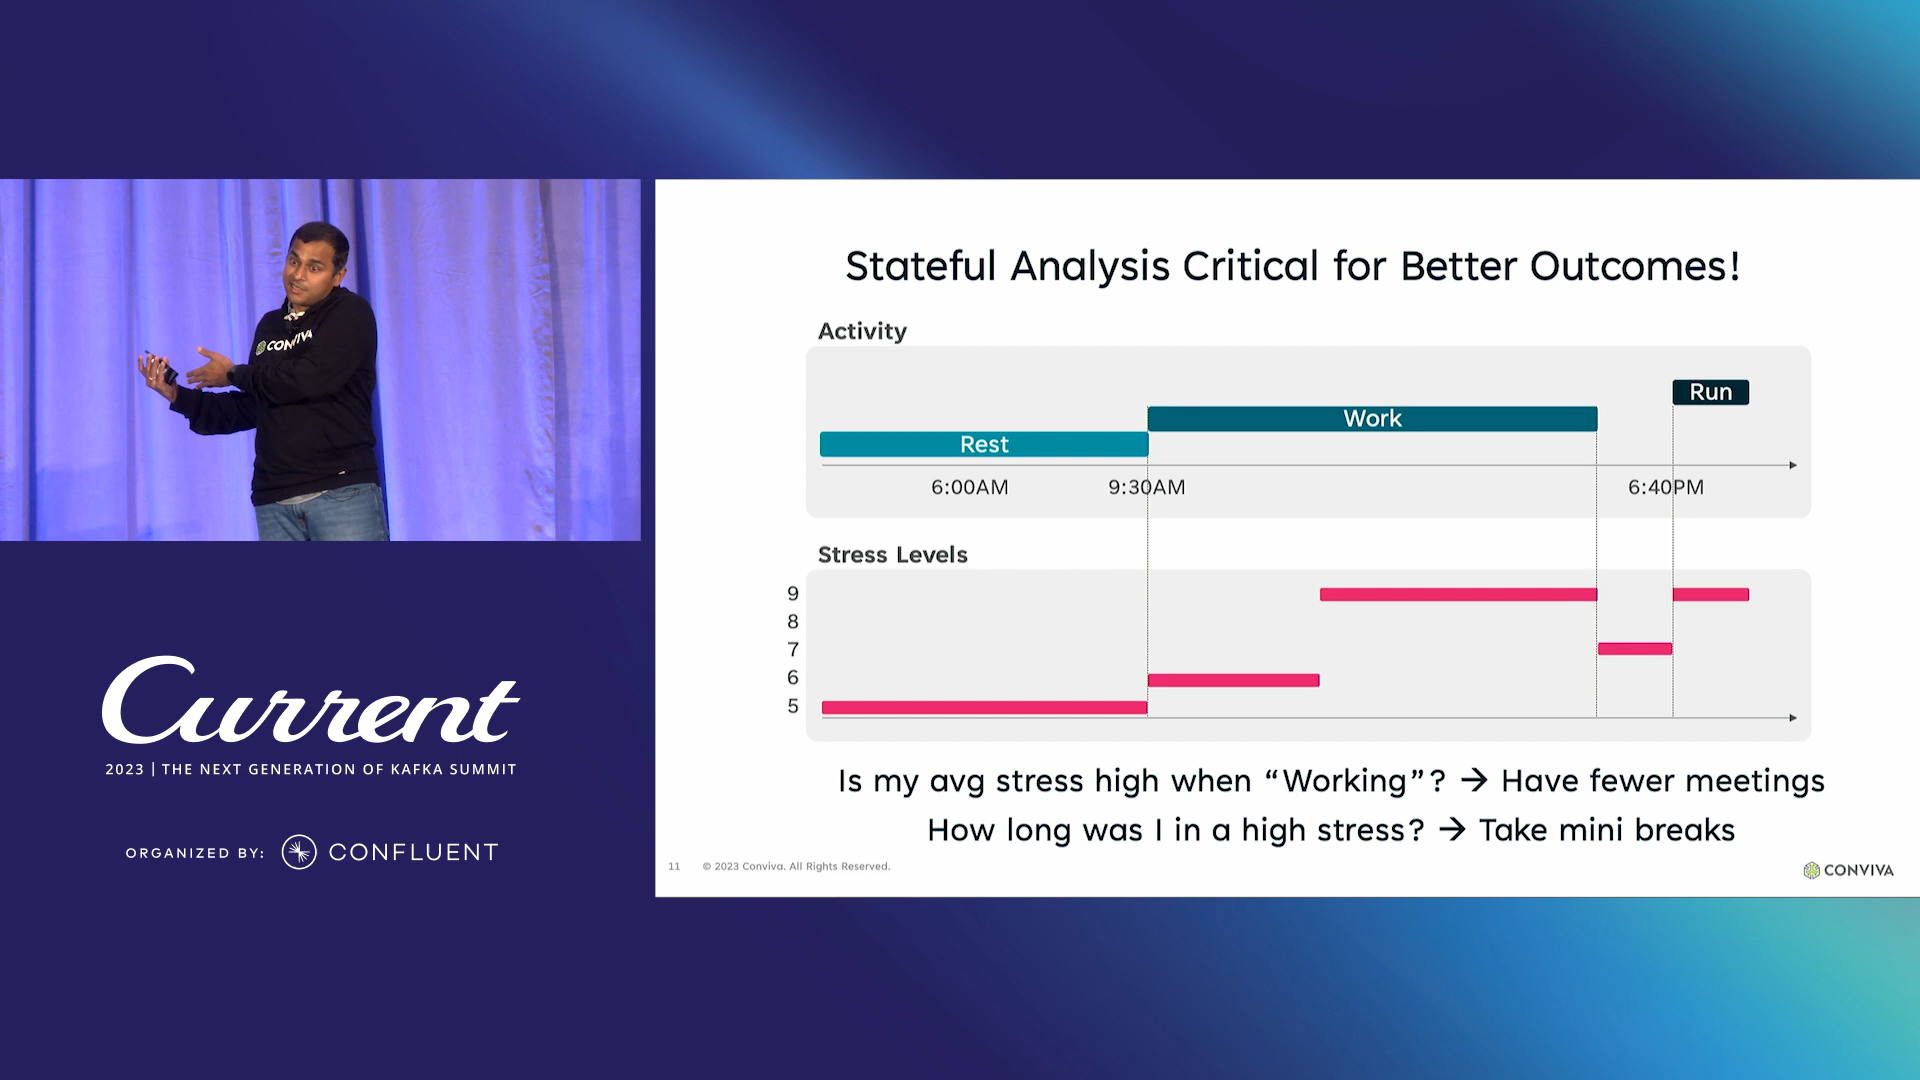 CONVIVA
Current
2023 | THE NEXT GENERATION OF KAFKA SUMMIT
ORGANIZED BY: CONFLUENT
Stateful Analysis Critical for Better Outcomes!
Activity
Run
Work
Rest
6:00AM 9:30AM 6:40PM
Stress Levels
9
8
7
6
5
Is my avg stress high when “Working”? → Have fewer meetings
How long was I in a high stress? → Take mini breaks
11 © 2023 Conviva. All Rights Reserved.
CONVIVA